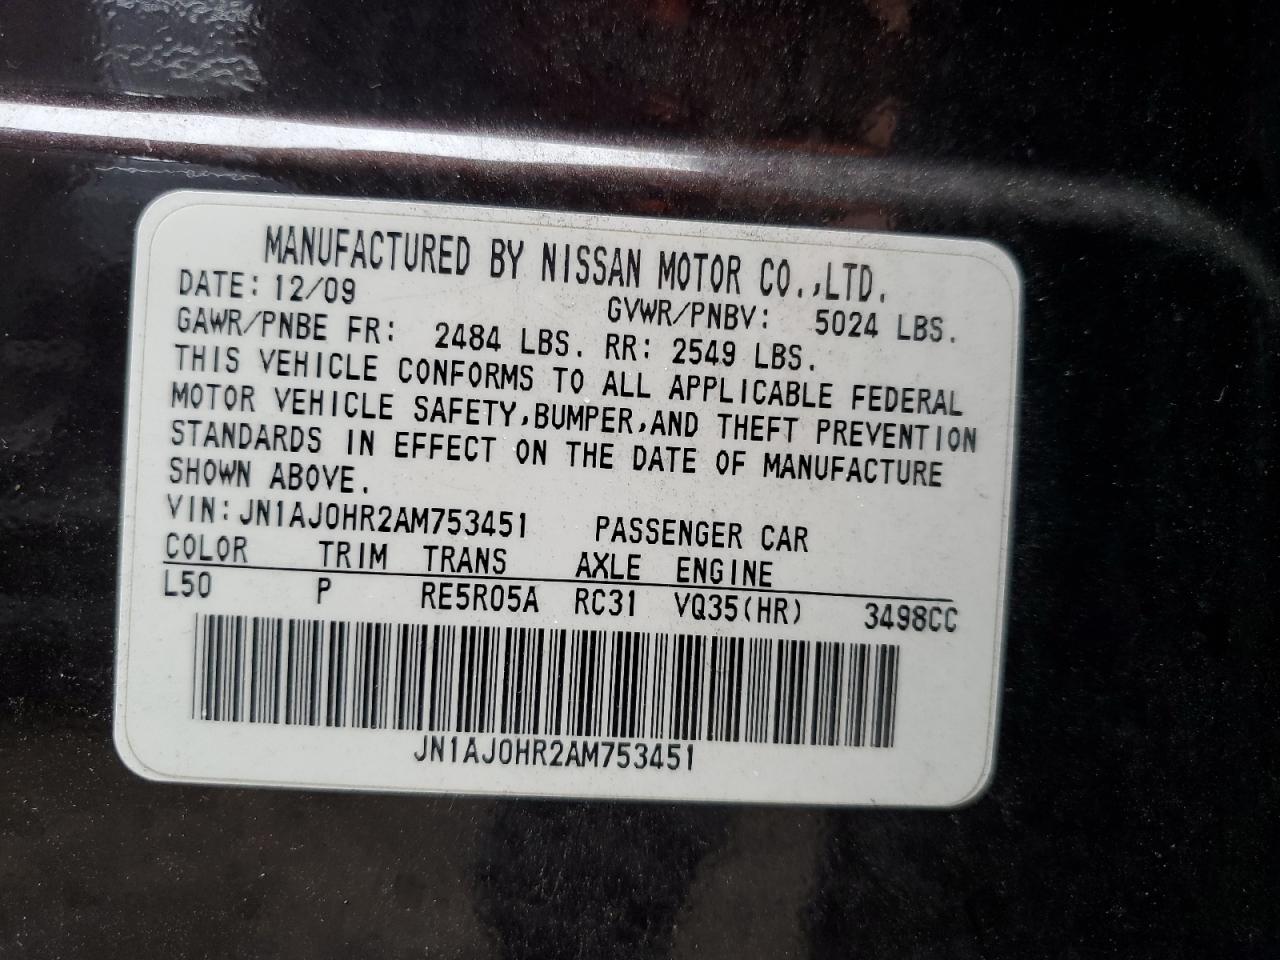 MANUFACTURED BY NISSAN MOTOR CO.,LTD.
DATE: 12/09 GVWR/PNBV: 5024 LBS.
GAWR/PNBE FR: 2484 LBS. RR: 2549 LBS.
THIS VEHICLE CONFORMS TO ALL APPLICABLE FEDERAL
MOTOR VEHICLE SAFETY,BUMPER,AND THEFT PREVENTION
STANDARDS IN EFFECT ON THE DATE OF MANUFACTURE
SHOWN ABOVE.
VIN:JN1AJ0HR2AM753451 PASSENGER CAR
COLOR TRIM TRANS AXLE ENGINE
L50 P RE5R05A RC31 VQ35(HR) 3498CC
JN1AJ0HR2AM753451